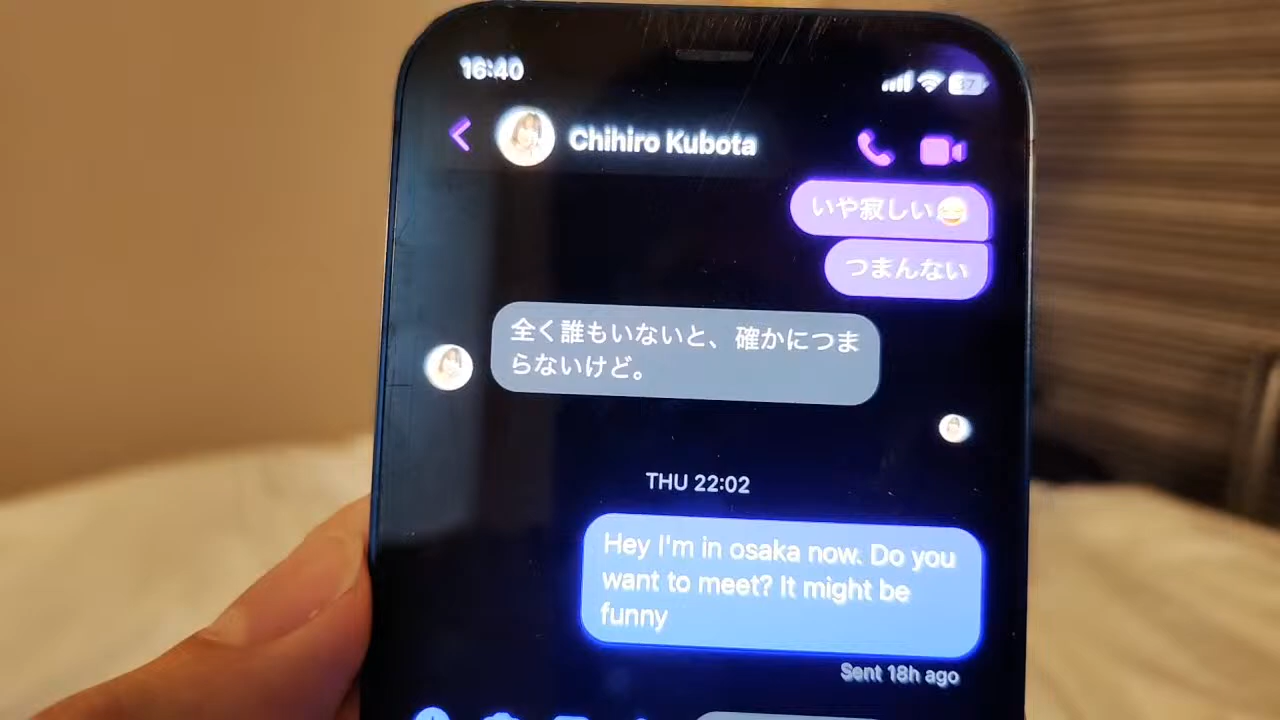 16:40
37
Chihiro Kubota
いや寂しい😂
つまんない
全く誰もいないと、確かにつま
らないけど。
THU 22:02
Hey I'm in osaka now. Do you
want to meet? It might be
funny
Sent 18h ago